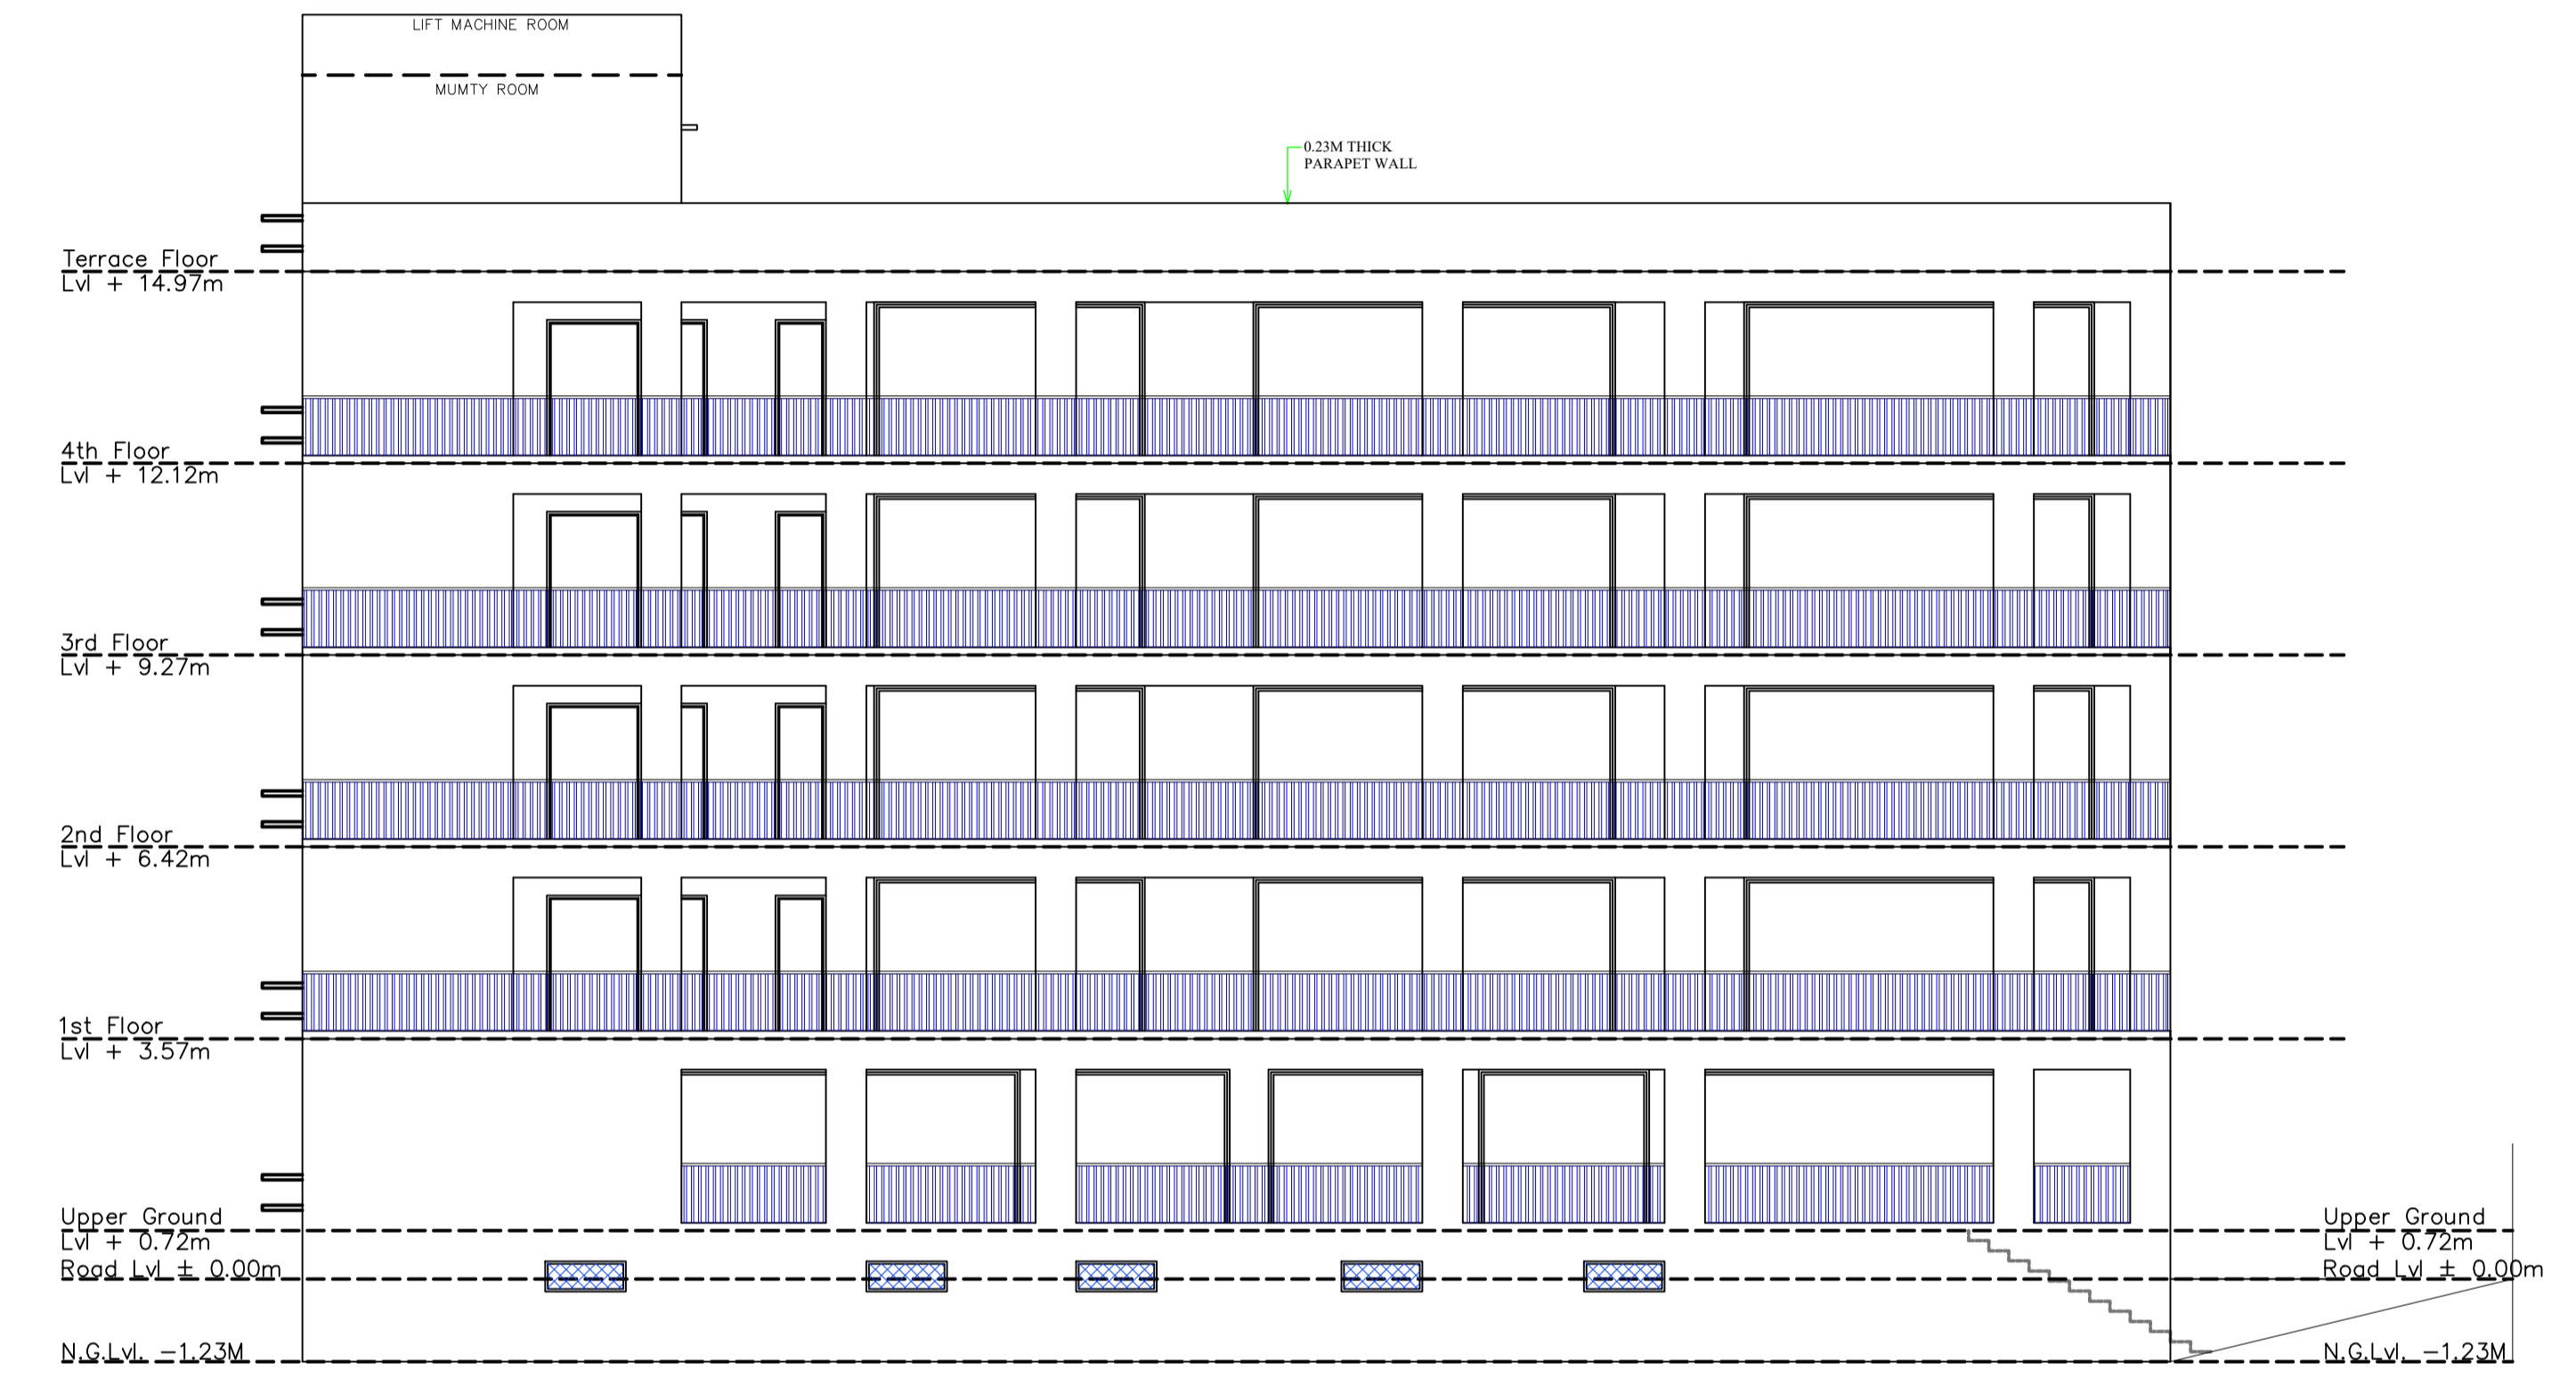 LIFT MACHINE ROOM
MUMTY ROOM
0.23M THICK
PARAPET WALL
Terrace Floor
Lvl + 14.97m
4th Floor
Lvl + 12.12m
3rd Floor
Lvl + 9.27m
2nd Floor
Lvl + 6.42m
1st Floor
Lvl + 3.57m
Upper Ground
Lvl + 0.72m
Road Lvl ± 0.00m
N.G.Lvl. -1.23M
Upper Ground
Lvl + 0.72m
Road Lvl ± 0.00m
N.G.Lvl. -1.23M